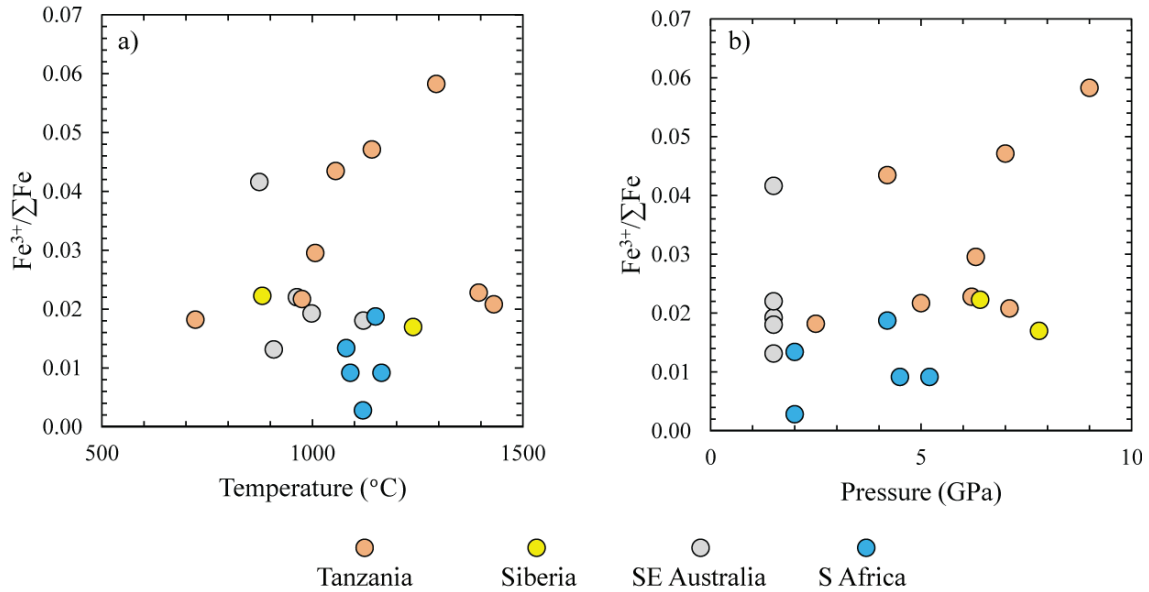 a)
0.07
0.06
0.05
0.04
0.03
0.02
0.01
0.00
Fe³⁺/∑Fe
500 1000 1500
Temperature (°C)
b)
0.07
0.06
0.05
0.04
0.03
0.02
0.01
0.00
Fe³⁺/∑Fe
0 5 10
Pressure (GPa)
Tanzania Siberia SE Australia S Africa